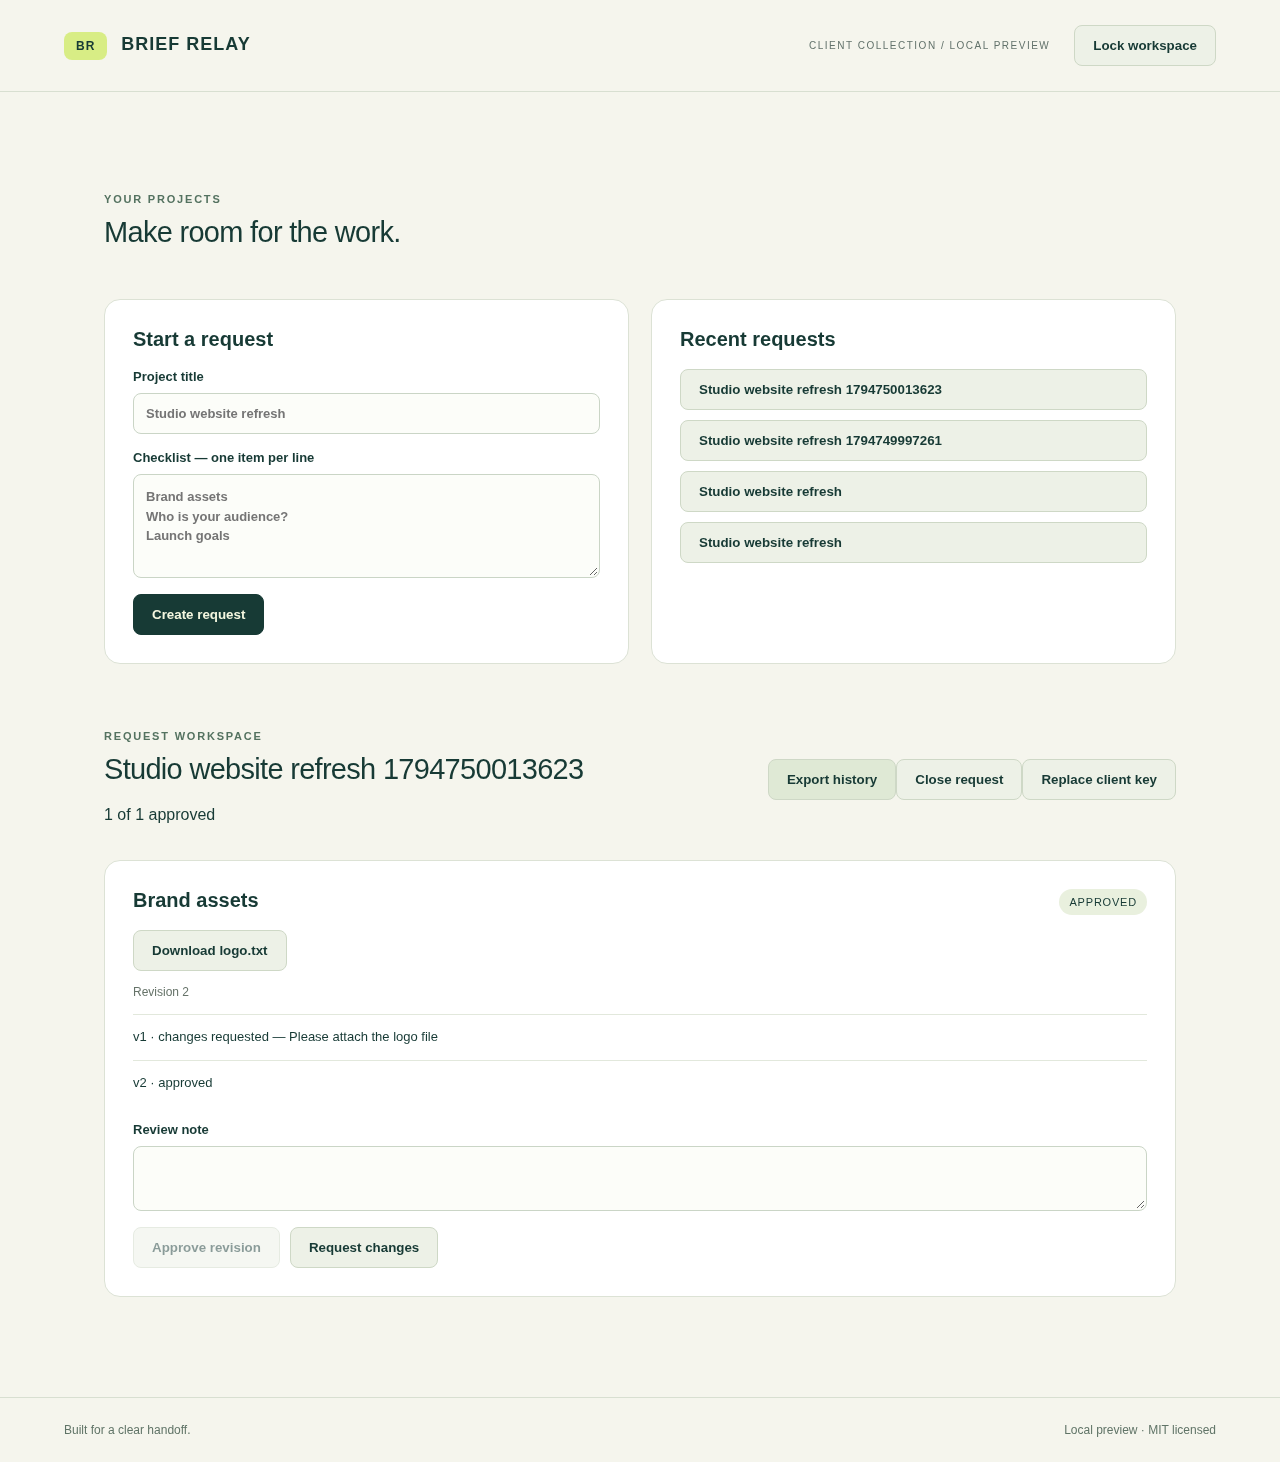 BR
BRIEF RELAY
CLIENT COLLECTION / LOCAL PREVIEW
Lock workspace
YOUR PROJECTS
Make room for the work.
Start a request
Project title
Studio website refresh
Checklist — one item per line
Brand assets
Who is your audience?
Launch goals
Create request
Recent requests
Studio website refresh 1794750013623
Studio website refresh 1794749997261
Studio website refresh
Studio website refresh
REQUEST WORKSPACE
Studio website refresh 1794750013623
1 of 1 approved
Export history
Close request
Replace client key
Brand assets
APPROVED
Download logo.txt
Revision 2
v1 · changes requested — Please attach the logo file
v2 · approved
Review note
Approve revision
Request changes
Built for a clear handoff.
Local preview · MIT licensed